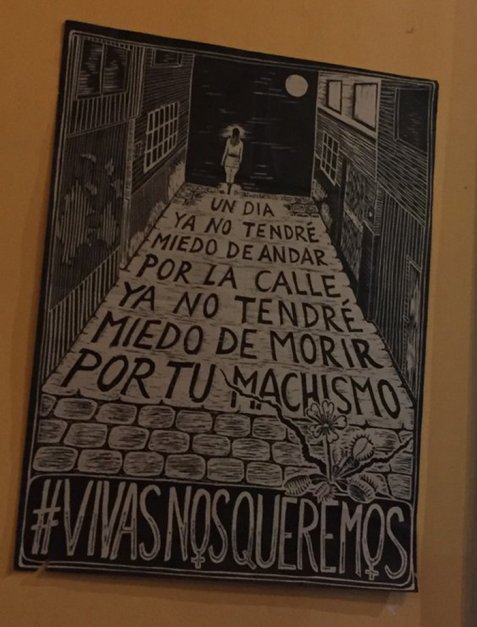 UN DIA
YA NO TENDRÉ
MIEDO DE ANDAR
POR LA CALLE
YA NO TENDRÉ
MIEDO DE MORIR
POR TU MACHISMO
#VIVASNOSQUEREMOS